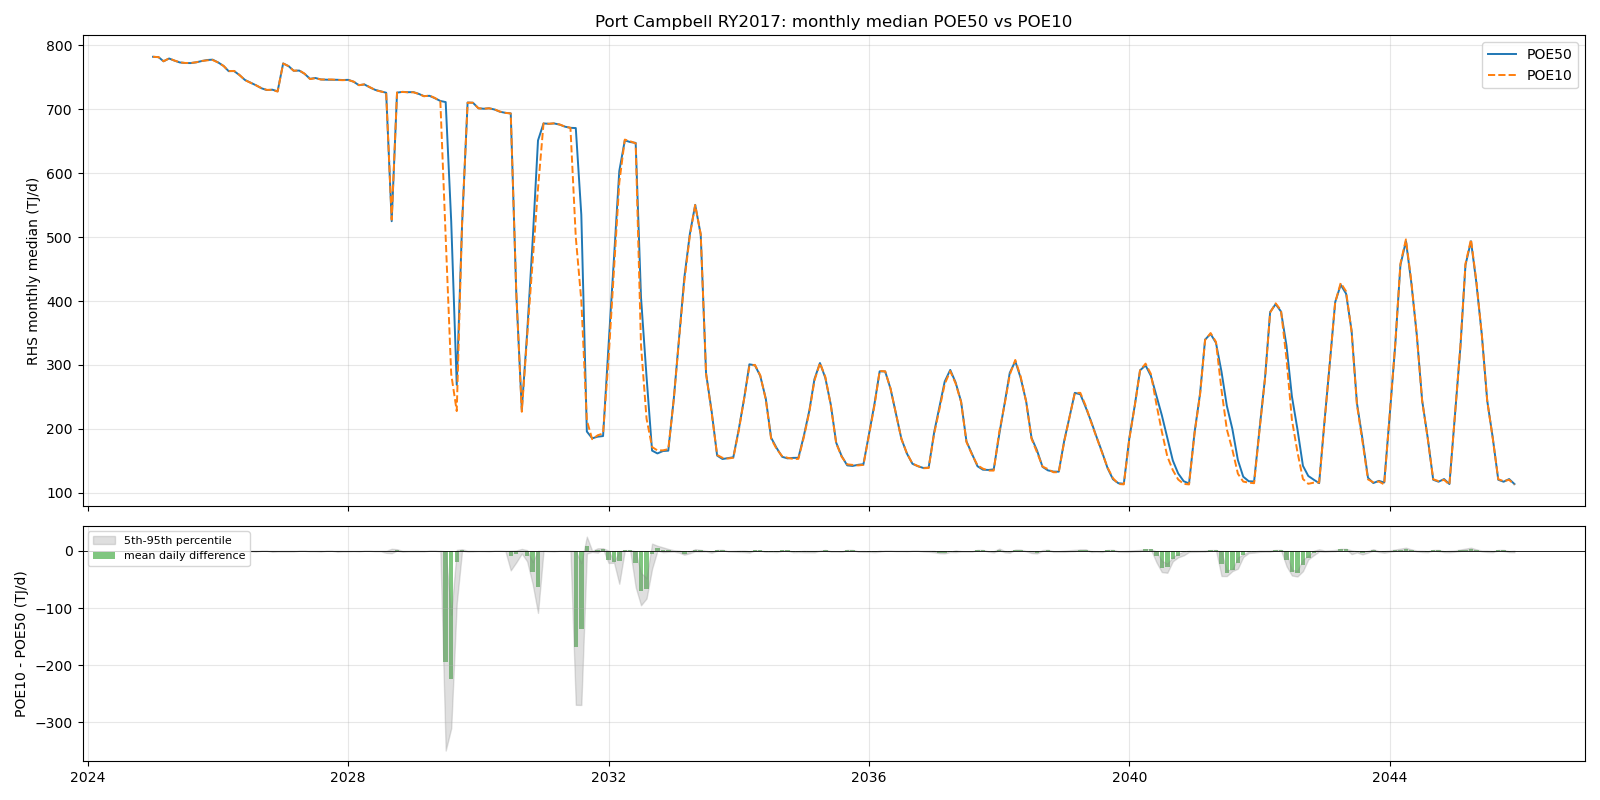 Port Campbell RY2017: monthly median POE50 vs POE10
RHS monthly median (TJ/d)
800
700
600
500
400
300
200
100
POE50
POE10
POE10 - POE50 (TJ/d)
0
−100
−200
−300
5th-95th percentile
mean daily difference
2024
2028
2032
2036
2040
2044